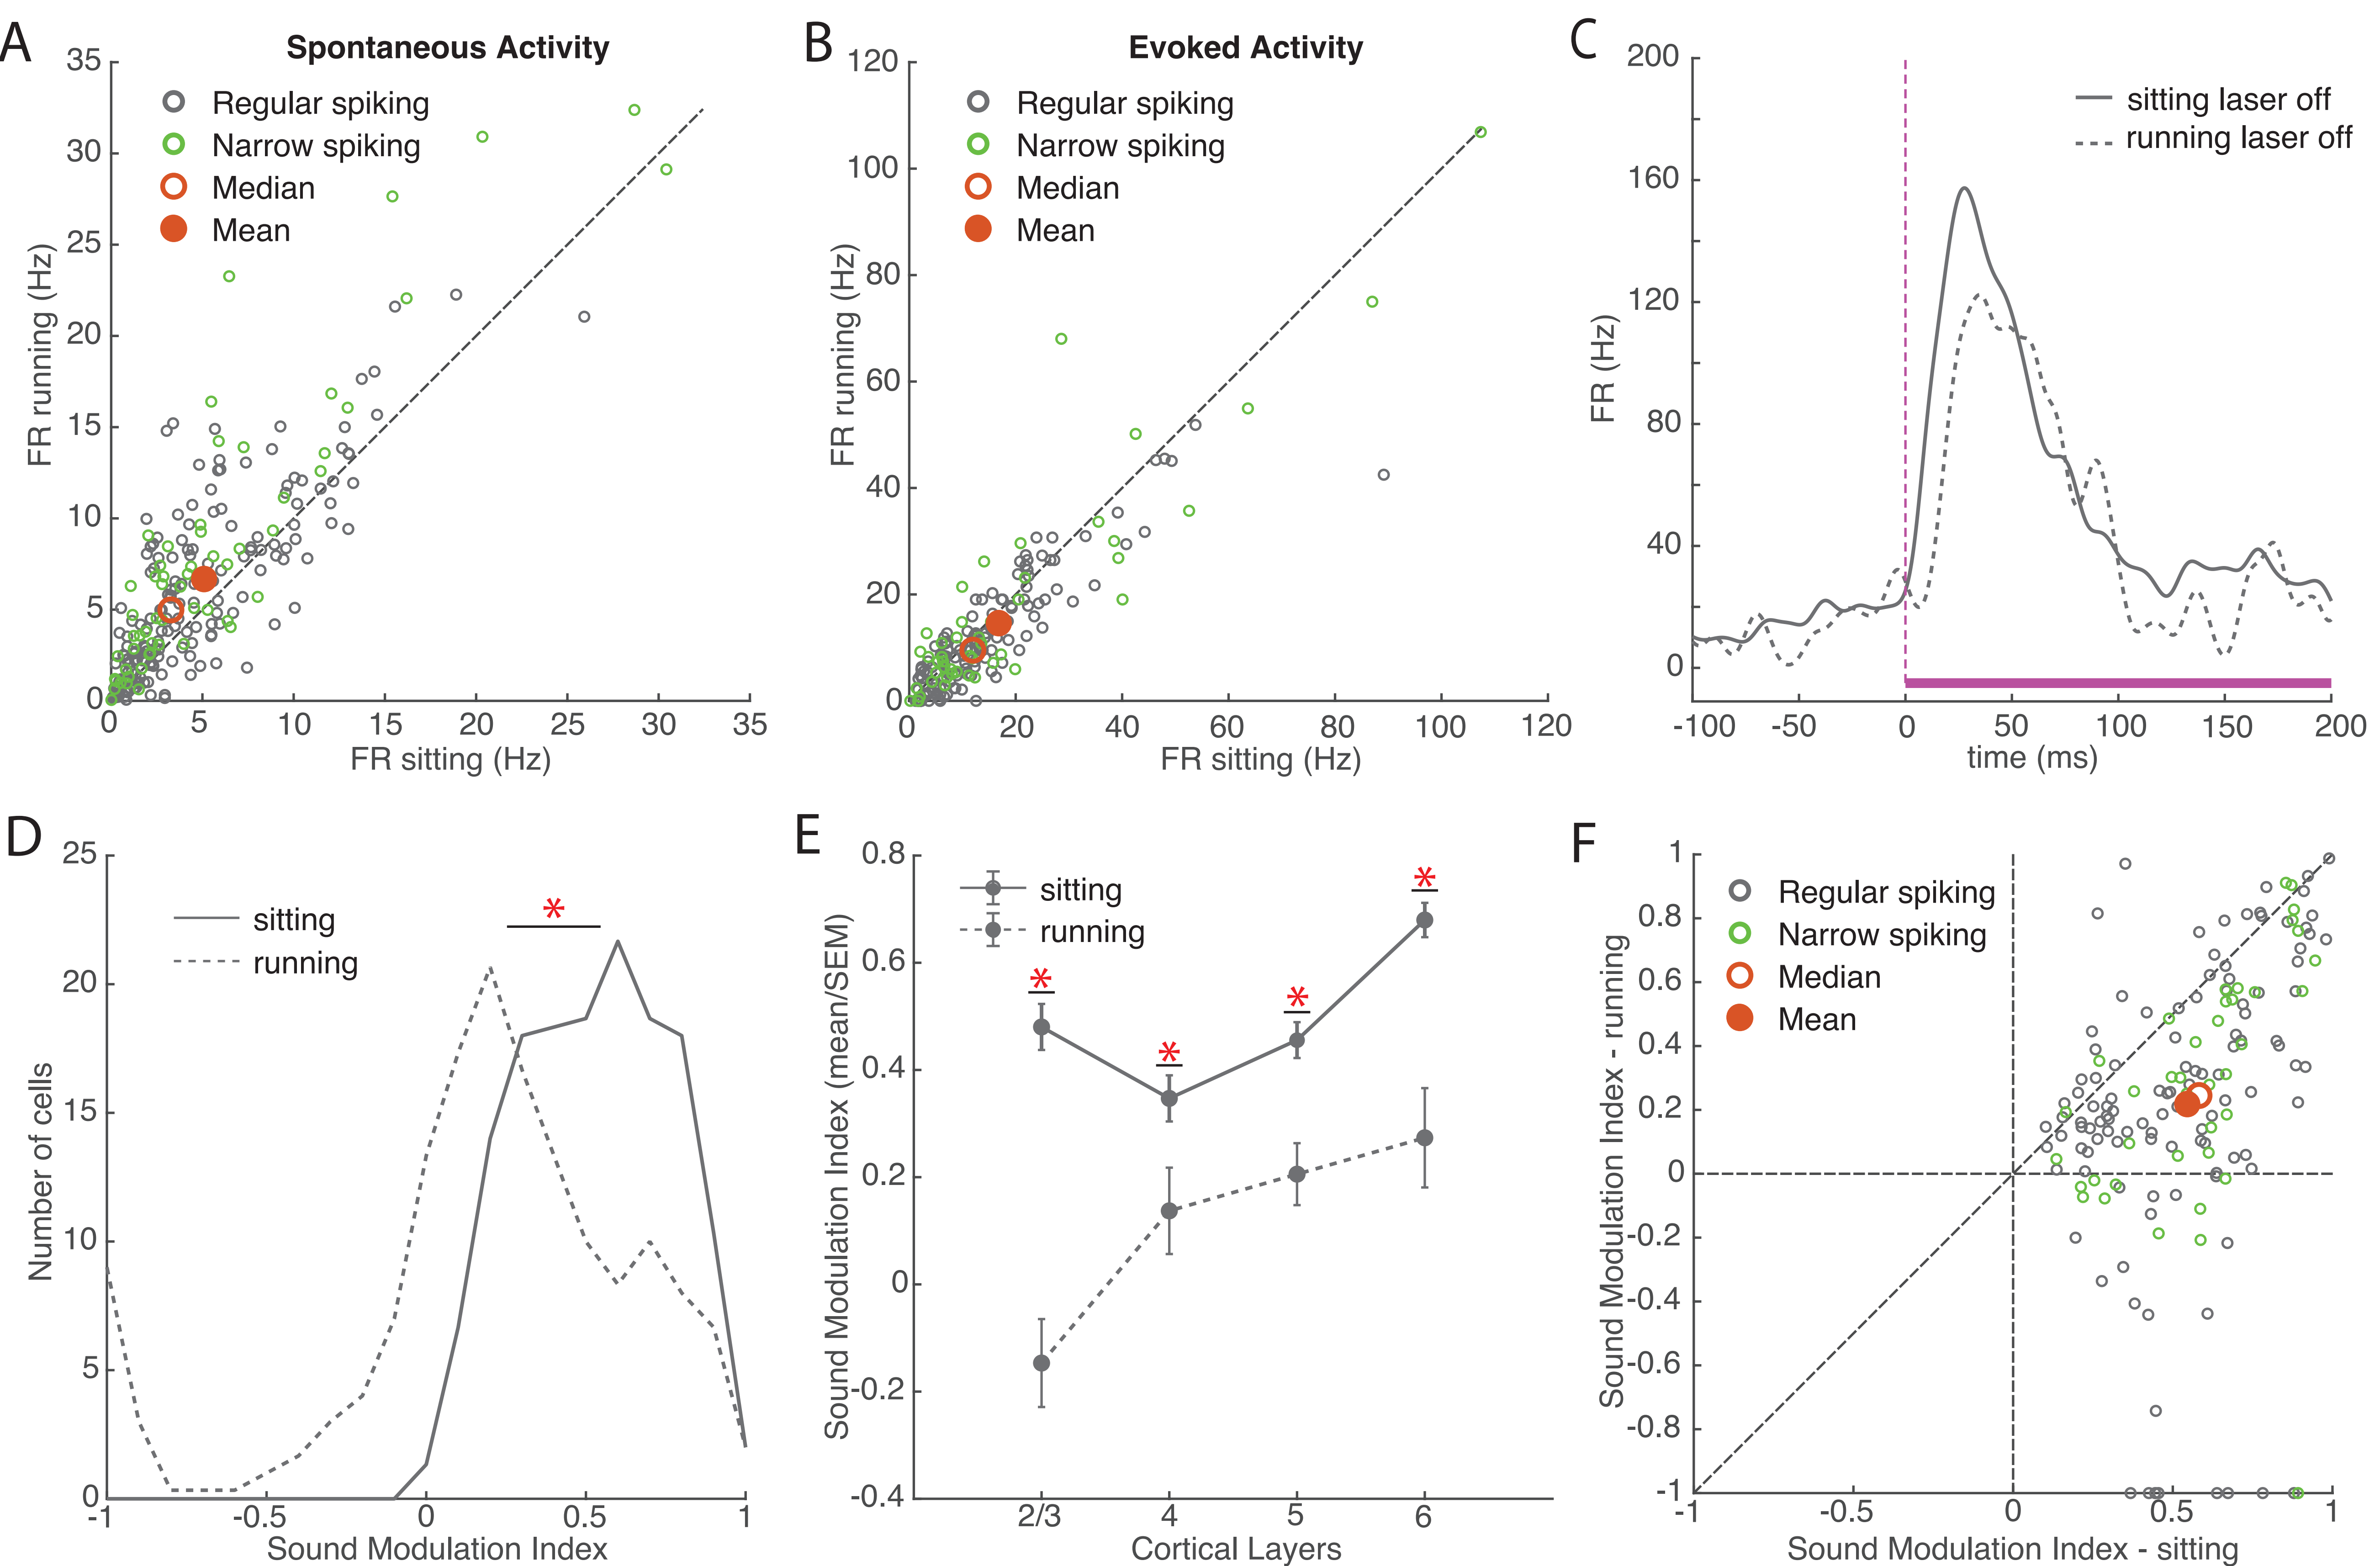 A
Spontaneous Activity
35
30
25
20
15
10
5
0
FR running (Hz)
Regular spiking
Narrow spiking
Median
Mean
0 5 10 15 20 25 30 35
FR sitting (Hz)
B
Evoked Activity
120
100
80
60
40
20
0
FR running (Hz)
Regular spiking
Narrow spiking
Median
Mean
0 20 40 60 80 100 120
FR sitting (Hz)
C
200
160
120
80
40
0
FR (Hz)
sitting laser off
running laser off
-100 -50 0 50 100 150 200
time (ms)
D
25
20
15
10
5
0
Number of cells
sitting
running
*
-1 -0.5 0 0.5 1
Sound Modulation Index
E
0.8
0.6
0.4
0.2
0
-0.2
-0.4
Sound Modulation Index (mean/SEM)
sitting
running
*
*
*
*
2/3 4 5 6
Cortical Layers
F
1
0.8
0.6
0.4
0.2
0
-0.2
-0.4
-0.6
-0.8
-1
Sound Modulation Index - running
Regular spiking
Narrow spiking
Median
Mean
-1 -0.5 0 0.5 1
Sound Modulation Index - sitting